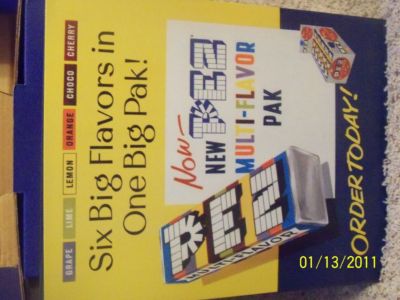 GRAPE LIME LEMON ORANGE CHOCO CHERRY
Six Big Flavors in
One Big Pak!
Now—
NEW PEZ
MULTI-FLAVOR
PAK
PEZ
MULTI-FLAVOR
ORDER TODAY!
01/13/2011